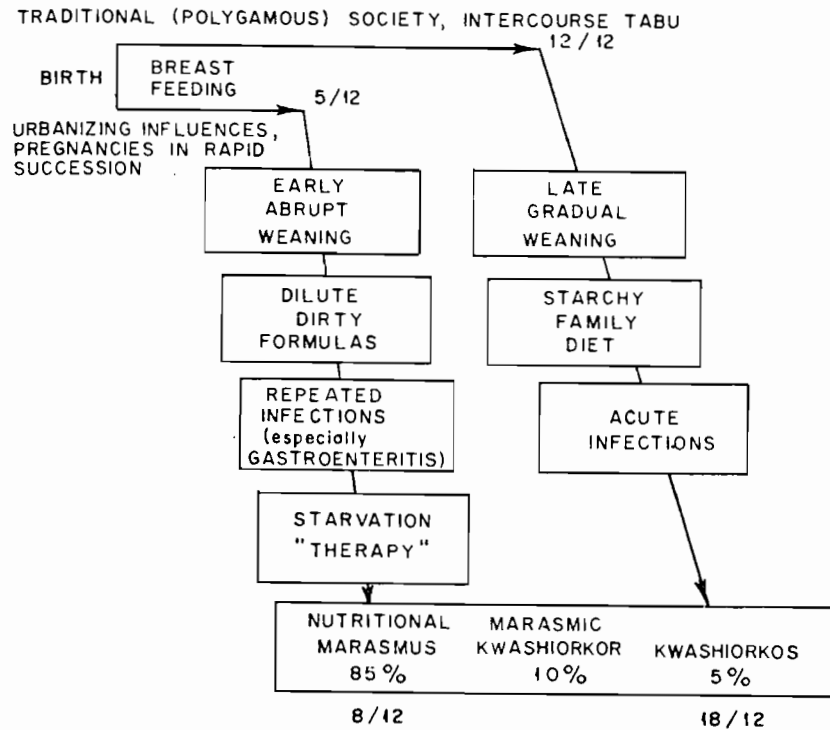 TRADITIONAL (POLYGAMOUS) SOCIETY, INTERCOURSE TABU
12/12
BIRTH
BREAST
FEEDING
5/12
URBANIZING INFLUENCES,
PREGNANCIES IN RAPID
SUCCESSION
EARLY
ABRUPT
WEANING
DILUTE
DIRTY
FORMULAS
REPEATED
INFECTIONS
(especially
GASTROENTERITIS)
STARVATION
"THERAPY"
LATE
GRADUAL
WEANING
STARCHY
FAMILY
DIET
ACUTE
INFECTIONS
NUTRITIONAL
MARASMUS
85%
MARASMIC
KWASHIORKOR
10%
KWASHIORKOS
5%
8/12
18/12